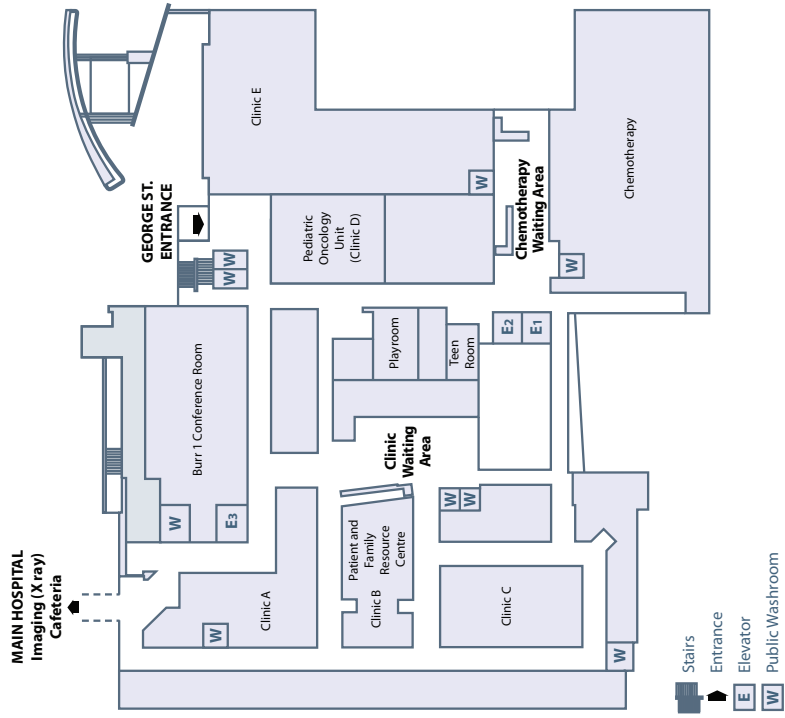 Clinic E
GEORGE ST.
ENTRANCE
W
Chemotherapy
Waiting Area
Chemotherapy
Pediatric
Oncology
Unit
(Clinic D)
W
W
W
E2
E1
Playroom
Teen
Room
Burr 1 Conference Room
Clinic
Waiting
Area
W
E3
W
W
Patient and
Family
Resource
Centre
Clinic B
Clinic A
W
Clinic C
MAIN HOSPITAL
Imaging (X ray)
Cafeteria
W
Stairs
Entrance
E Elevator
W Public Washroom